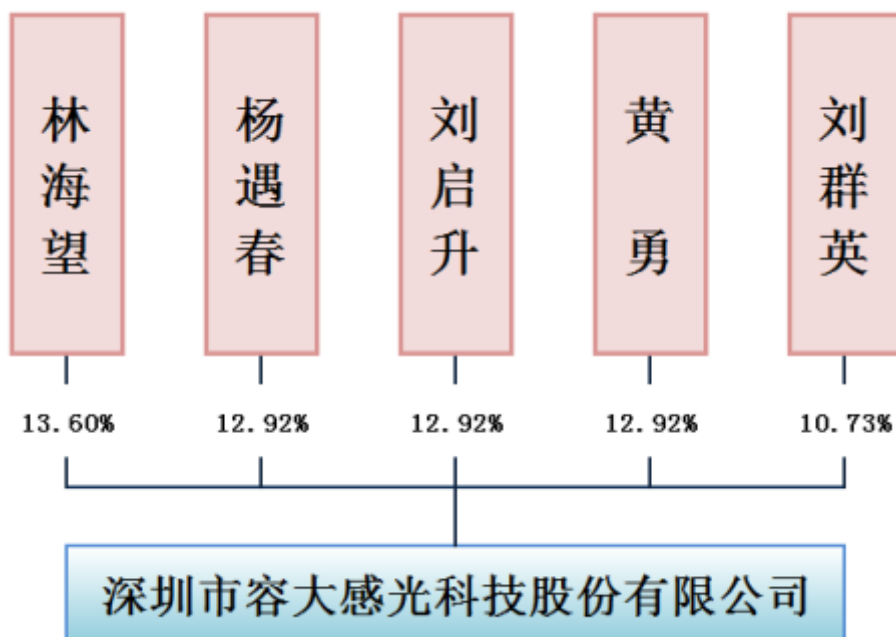 林海望
杨遇春
刘启升
黄勇
刘群英
13.60%
12.92%
12.92%
12.92%
10.73%
深圳市容大感光科技股份有限公司